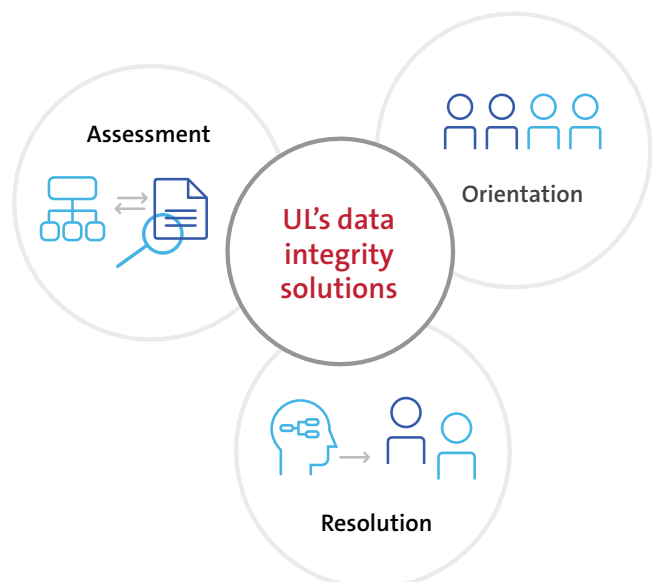 Assessment
Orientation
UL’s data
integrity
solutions
Resolution